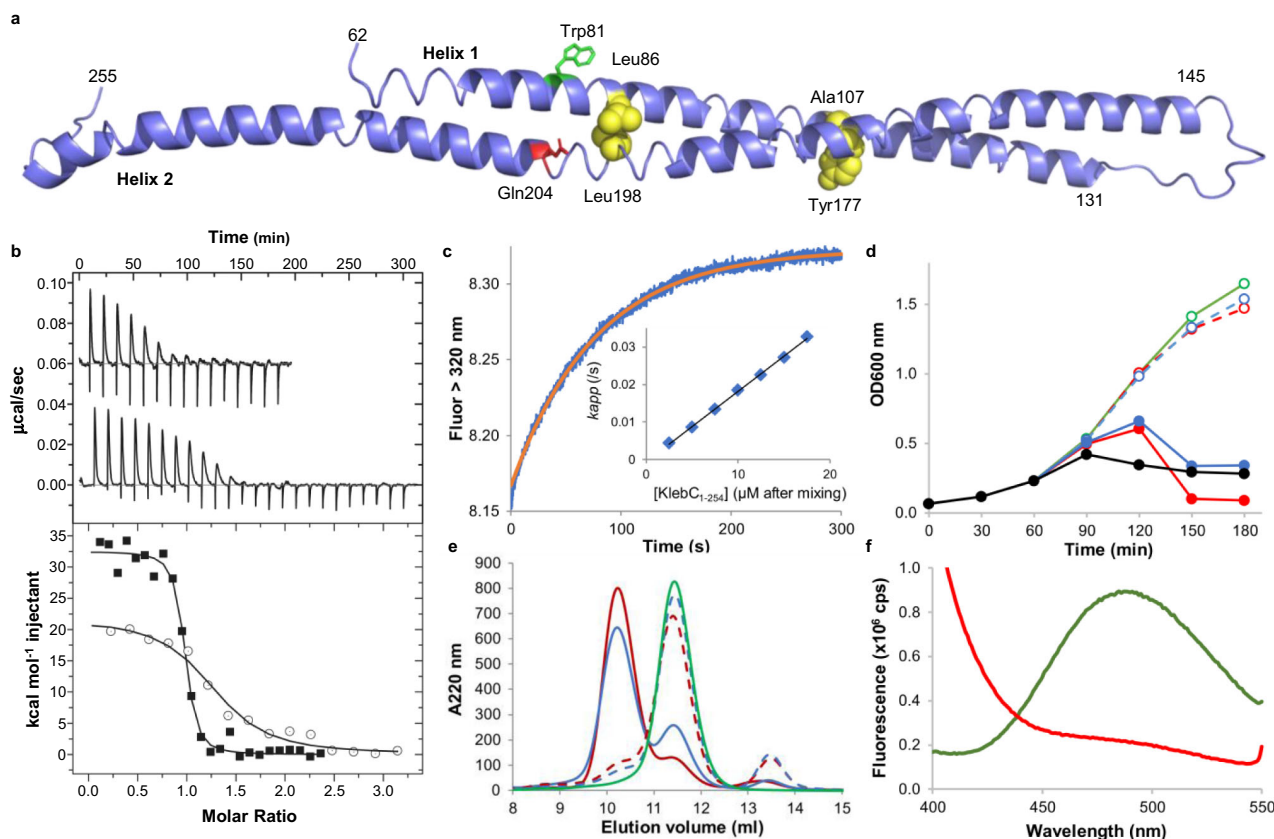 a
Trp81
62
Helix 1
Leu86
255
145
Ala107
Helix 2
Gln204
Leu198
Tyr177
131
b
Time (min)
0 50 100 150 200 250 300
0.10
0.08
0.06
0.04
0.02
0.00
µcal/sec
35
30
25
20
15
10
5
0
kcal mol-1 injectant
0.0 0.5 1.0 1.5 2.0 2.5 3.0
Molar Ratio
c
8.30
8.25
8.20
8.15
Fluor > 320 nm
0 100 200 300
Time (s)
0.03
0.02
0.01
0
kapp (/s)
0 10 20
[KlebC1-254] (µM after mixing)
d
1.5
1.0
0.5
0.0
OD600 nm
0 30 60 90 120 150 180
Time (min)
e
900
800
700
600
500
400
300
200
100
0
A220 nm
8 9 10 11 12 13 14 15
Elution volume (ml)
f
1.0
0.8
0.6
0.4
0.2
0.0
Fluorescence (x10⁶ cps)
400 450 500 550
Wavelength (nm)